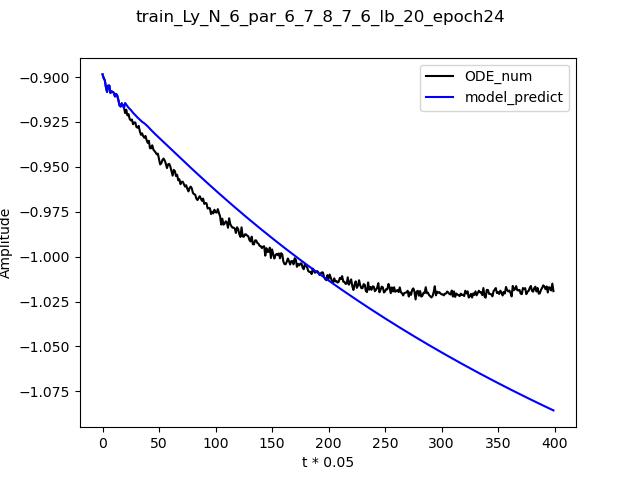 train_Ly_N_6_par_6_7_8_7_6_lb_20_epoch24
ODE_num
model_predict
−0.900
−0.925
−0.950
−0.975
−1.000
−1.025
−1.050
−1.075
Amplitude
0 50 100 150 200 250 300 350 400
t * 0.05